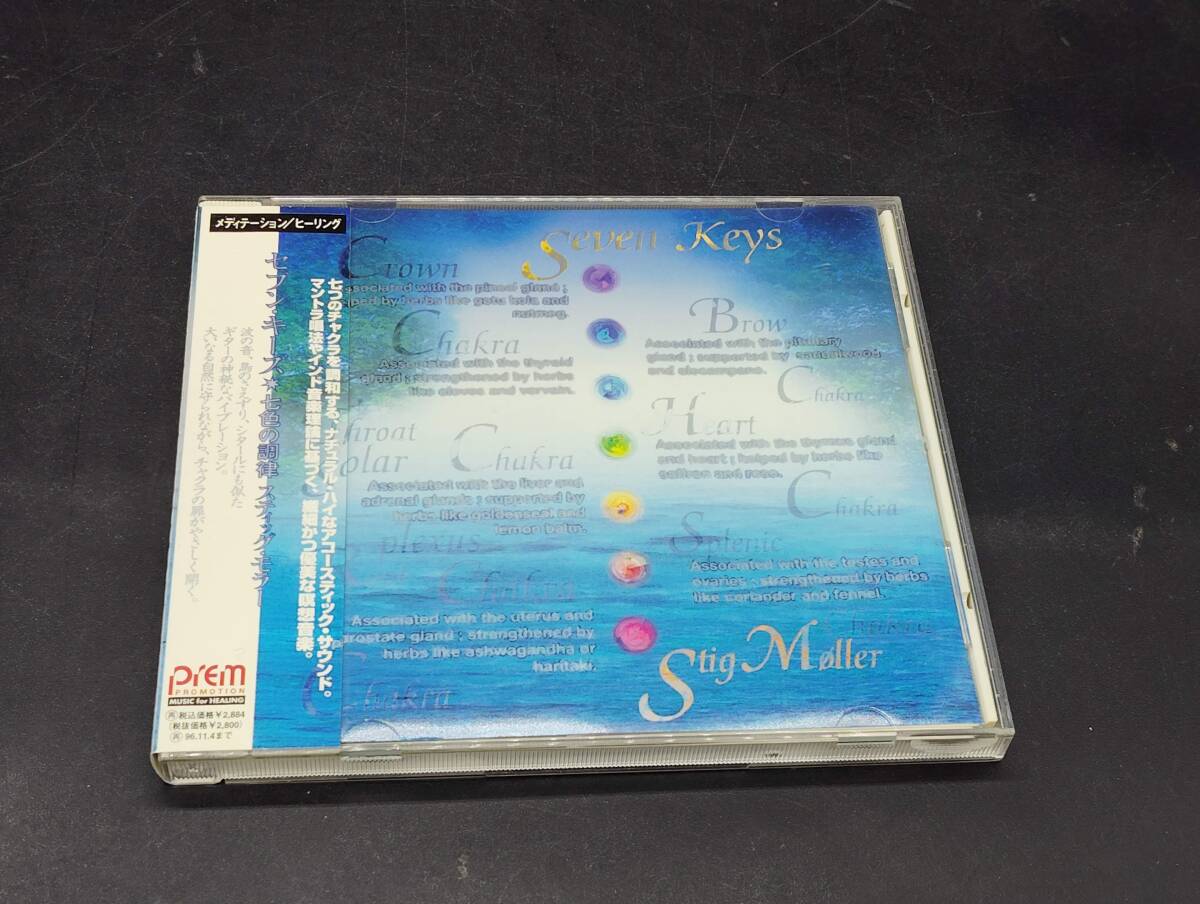 メディテーション/ヒーリング
セブン・キーズ★七色の調律 スティッグ・モラー
波の音、鳥のさえずり、シタールにも似た
ギターの神秘なバイブレーション。
大いなる自然に守られながら、チャクラの扉がやさしく開く。
七つのチャクラを調和する、ナチュラル・ハイなアコースティック・サウンド。
マントラ唱法やインド音楽理論に基づく、繊細かつ優美な瞑想音楽。
prem
PROMOTION
MUSIC for HEALING
再 税込価格￥2,884
(税抜価格￥2,800)
再 96.11.4まで
Seven Keys
Crown
ssociated with the pineal gland ;
ped by herbs like gotu kola and
nutmeg.
Chakra
Brow
Associated with the pituitary
gland ; supported by sandalwood
and elecampane.
Chakra
Associated with the thyroid
gland ; strengthened by herbs
like cloves and vervain.
Throat
Heart
Chakra
Associated with the thymus gland
and heart ; helped by herbs like
saffron and rose.
olar
Chakra
Associated with the liver and
adrenal glands ; supported by
herbs like goldenseal and
lemon balm.
plexus
Splenic
Chakra
Associated with the testes and
ovaries ; strengthened by herbs
like coriander and fennel.
Chakra
Associated with the uterus and
prostate gland ; strengthened by
herbs like ashwagandha or
haritaki.
Chakra
Stig Møller